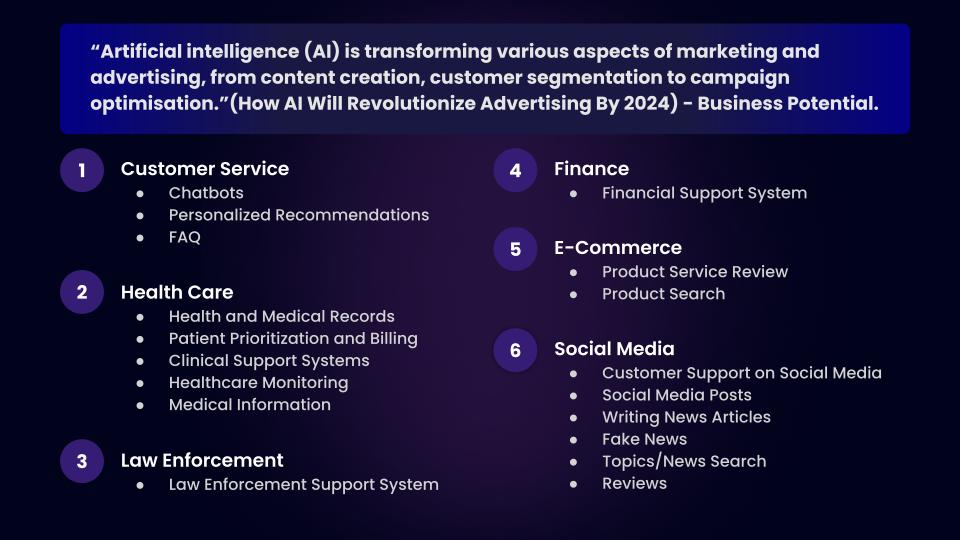 “Artificial intelligence (AI) is transforming various aspects of marketing and
advertising, from content creation, customer segmentation to campaign
optimisation.”(How AI Will Revolutionize Advertising By 2024) - Business Potential.
1 Customer Service
● Chatbots
● Personalized Recommendations
● FAQ
2 Health Care
● Health and Medical Records
● Patient Prioritization and Billing
● Clinical Support Systems
● Healthcare Monitoring
● Medical Information
3 Law Enforcement
● Law Enforcement Support System
4 Finance
● Financial Support System
5 E-Commerce
● Product Service Review
● Product Search
6 Social Media
● Customer Support on Social Media
● Social Media Posts
● Writing News Articles
● Fake News
● Topics/News Search
● Reviews